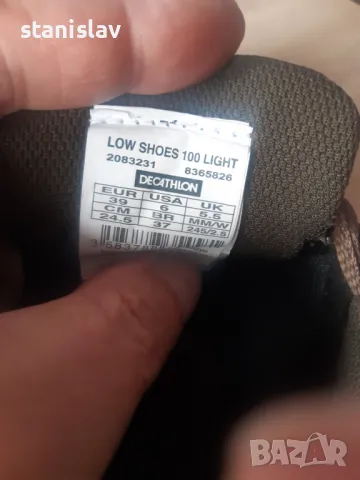 stanislav
LOW SHOES 100 LIGHT
2083231 8365826
DECATHLON
EUR USA UK
39 6 5.5
CM BR MM/W
24.5 37 245/2.5
BAZAR